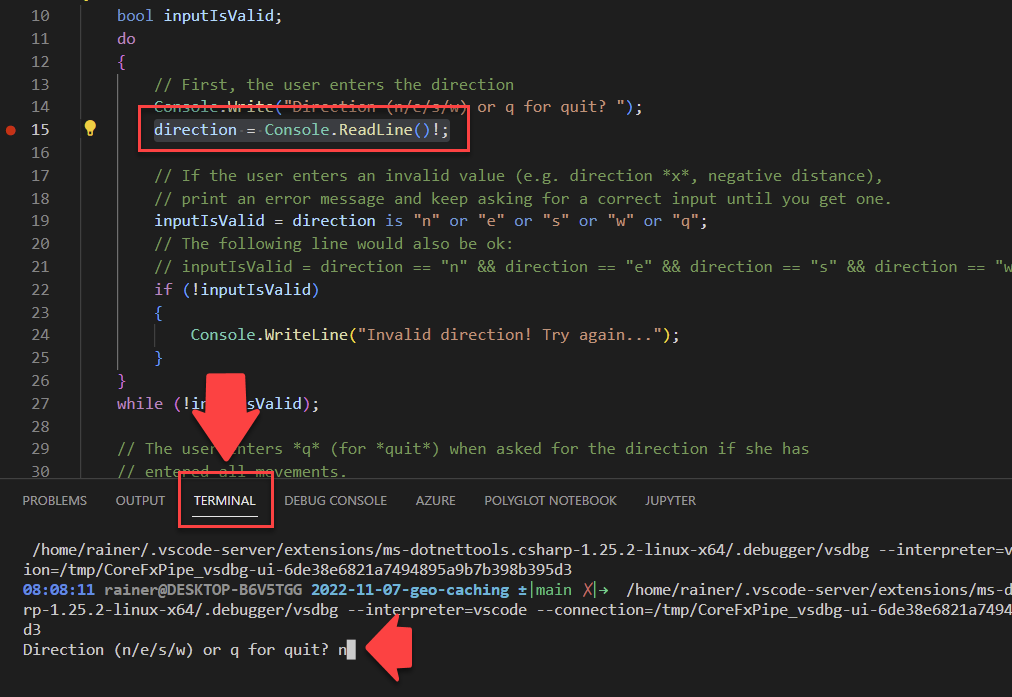 10 bool inputIsValid;
11 do
12 {
13 // First, the user enters the direction
14 Console.Write("Direction (n/e/s/w) or q for quit? ");
15 direction = Console.ReadLine()!;
16
17 // If the user enters an invalid value (e.g. direction *x*, negative distance),
18 // print an error message and keep asking for a correct input until you get one.
19 inputIsValid = direction is "n" or "e" or "s" or "w" or "q";
20 // The following line would also be ok:
21 // inputIsValid = direction == "n" && direction == "e" && direction == "s" && direction == "w
22 if (!inputIsValid)
23 {
24 Console.WriteLine("Invalid direction! Try again...");
25 }
26 }
27 while (!in sValid);
28
29 // The user enters *q* (for *quit*) when asked for the direction if she has
30 // entered all movements.
PROBLEMS OUTPUT TERMINAL DEBUG CONSOLE AZURE POLYGLOT NOTEBOOK JUPYTER
/home/rainer/.vscode-server/extensions/ms-dotnettools.csharp-1.25.2-linux-x64/.debugger/vsdbg --interpreter=v
ion=/tmp/CoreFxPipe_vsdbg-ui-6de38e6821a7494895a9b7b398b395d3
08:08:11 rainer@DESKTOP-B6V5TGG 2022-11-07-geo-caching ±|main ✗|→ /home/rainer/.vscode-server/extensions/ms-d
rp-1.25.2-linux-x64/.debugger/vsdbg --interpreter=vscode --connection=/tmp/CoreFxPipe_vsdbg-ui-6de38e6821a7494
d3
Direction (n/e/s/w) or q for quit? n